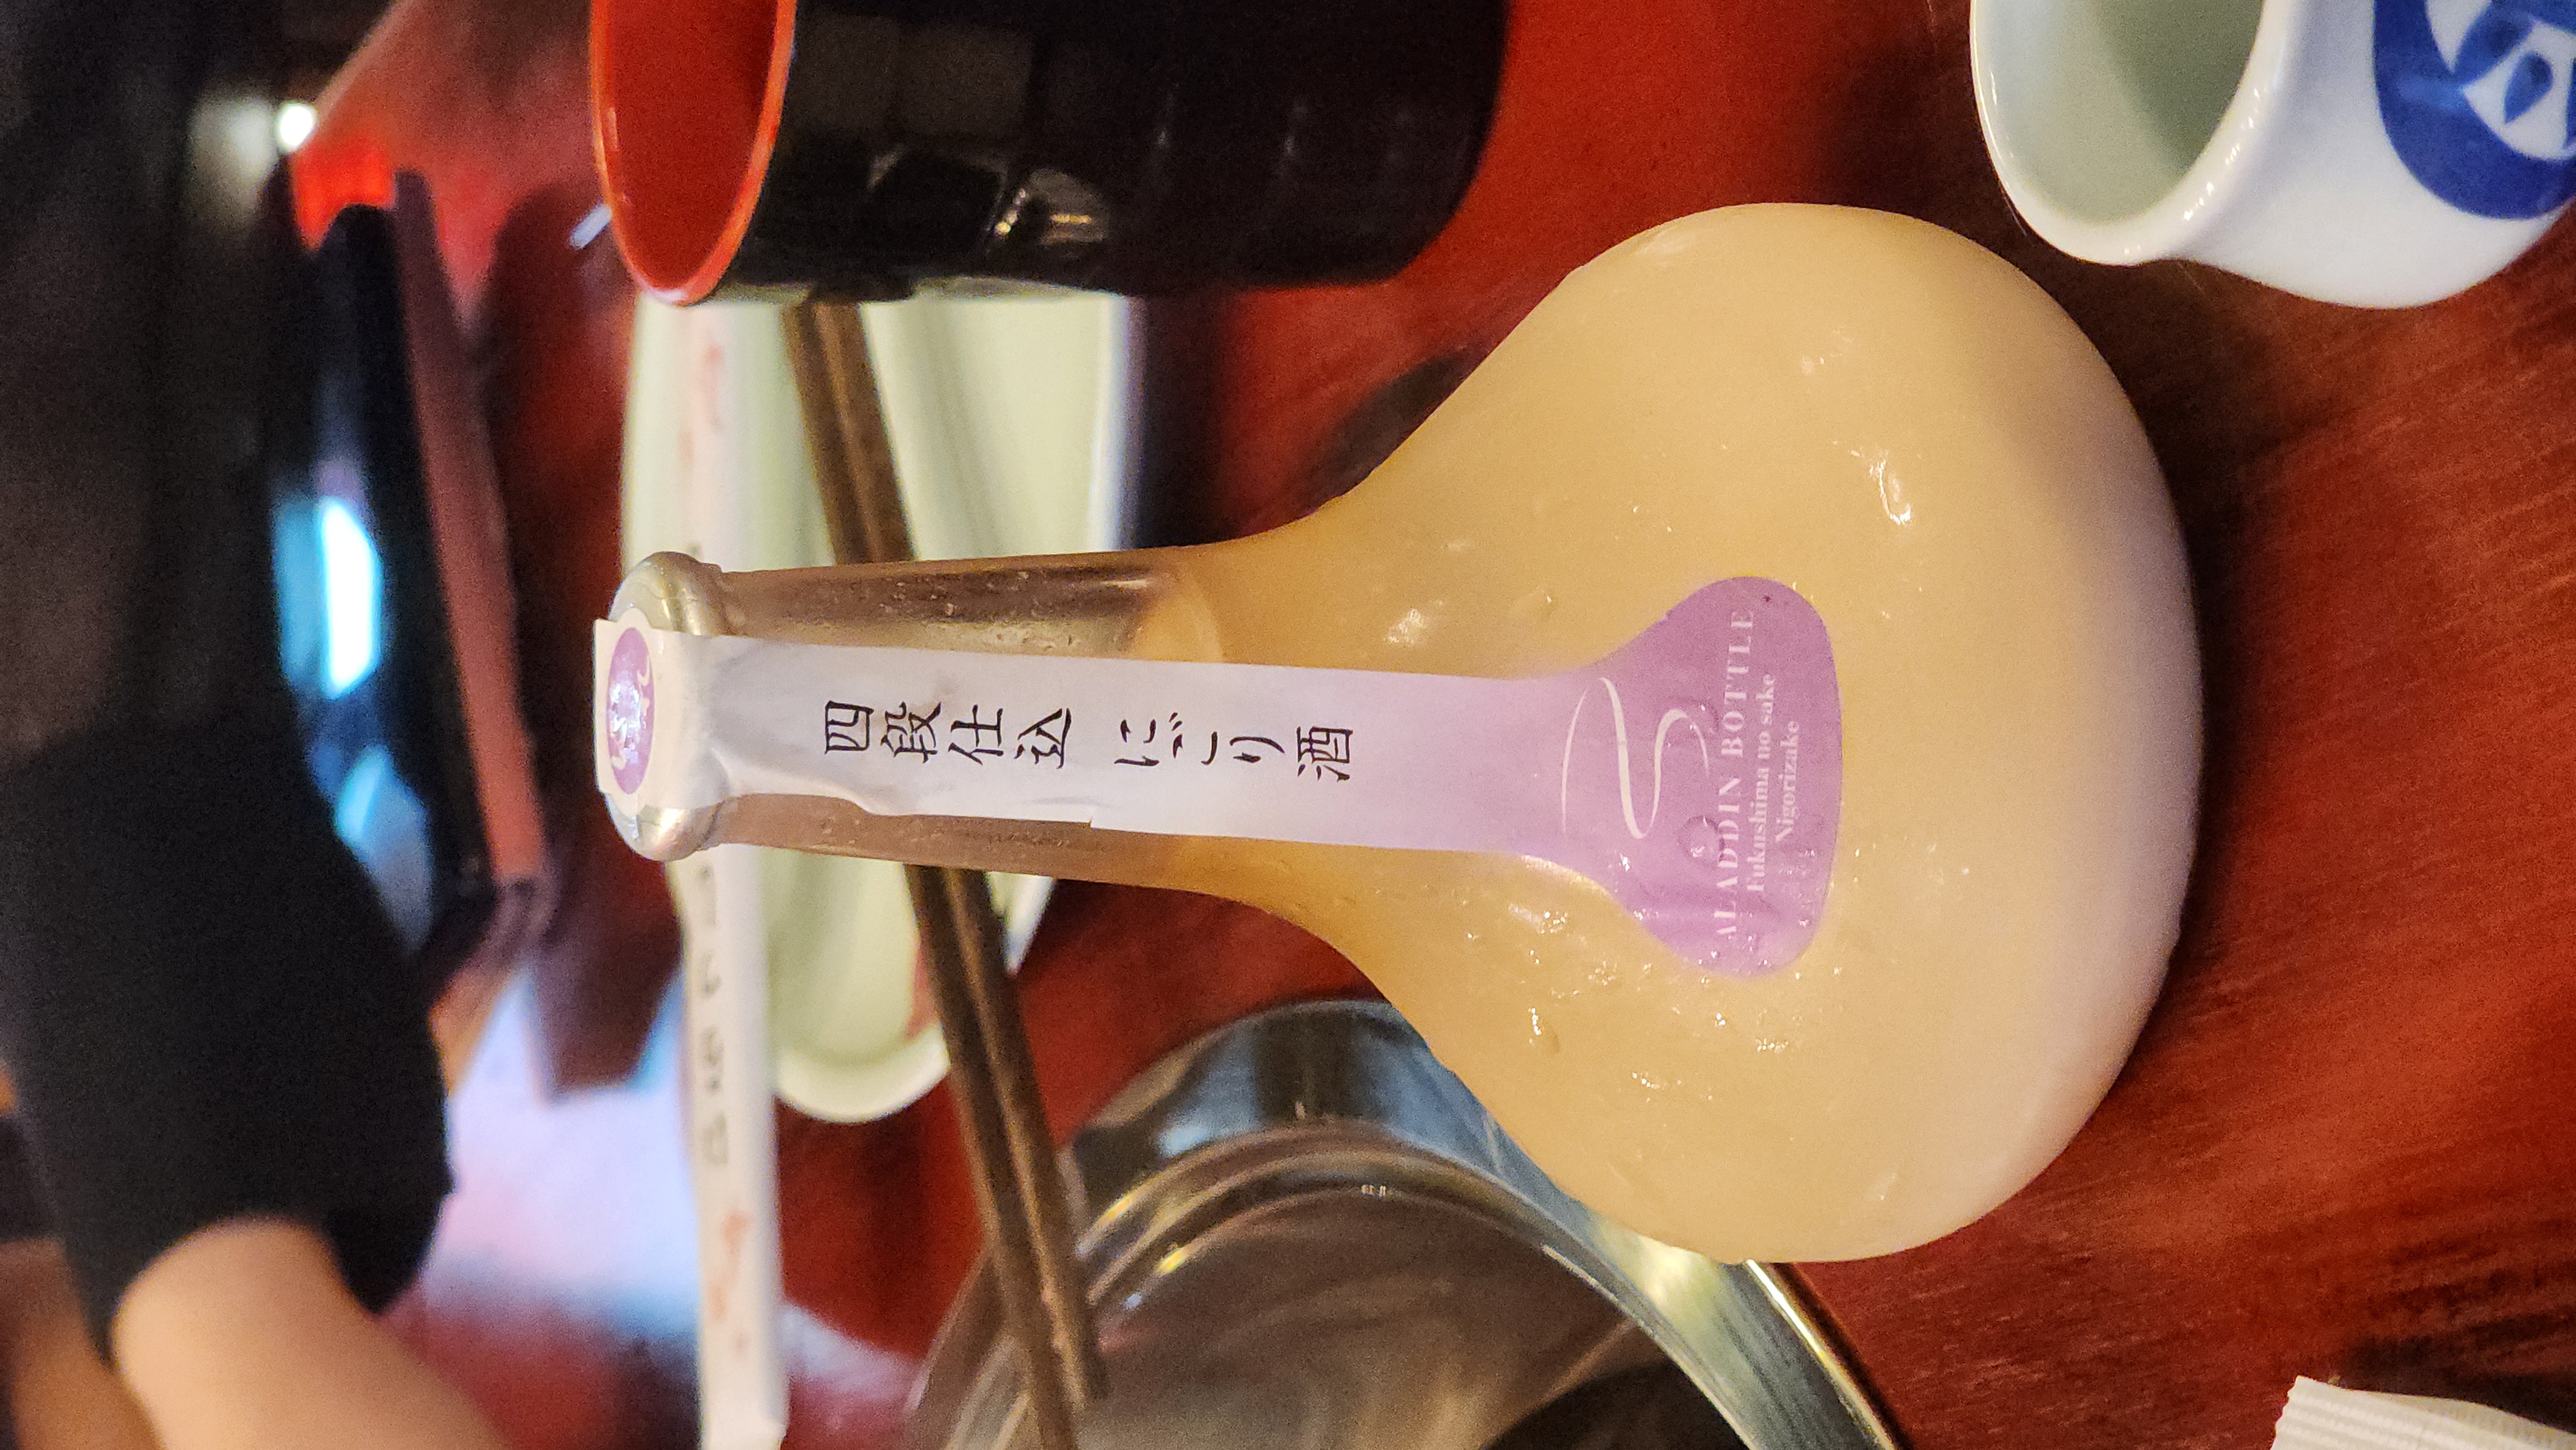 四段仕込 にごり酒
ALADDIN BOTTLE
Fukushima no sake
Nigorizake